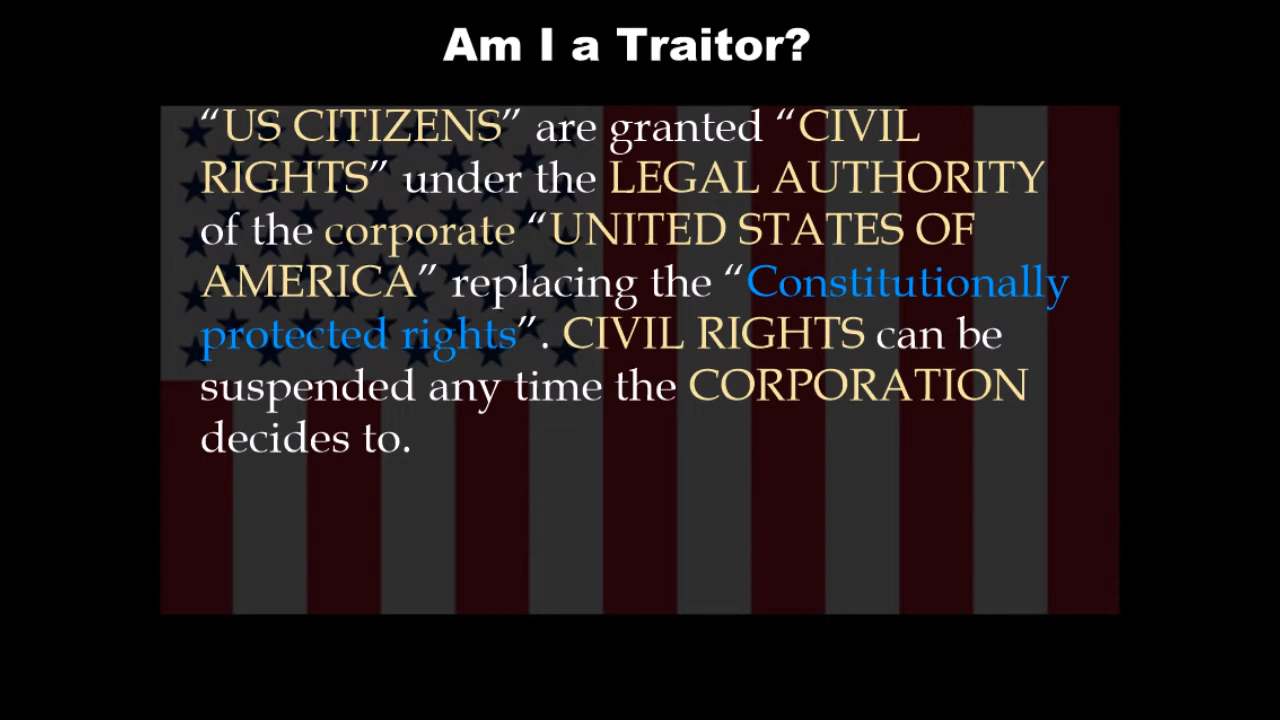 Am I a Traitor?
“US CITIZENS” are granted “CIVIL
RIGHTS” under the LEGAL AUTHORITY
of the corporate “UNITED STATES OF
AMERICA” replacing the “Constitutionally
protected rights”. CIVIL RIGHTS can be
suspended any time the CORPORATION
decides to.